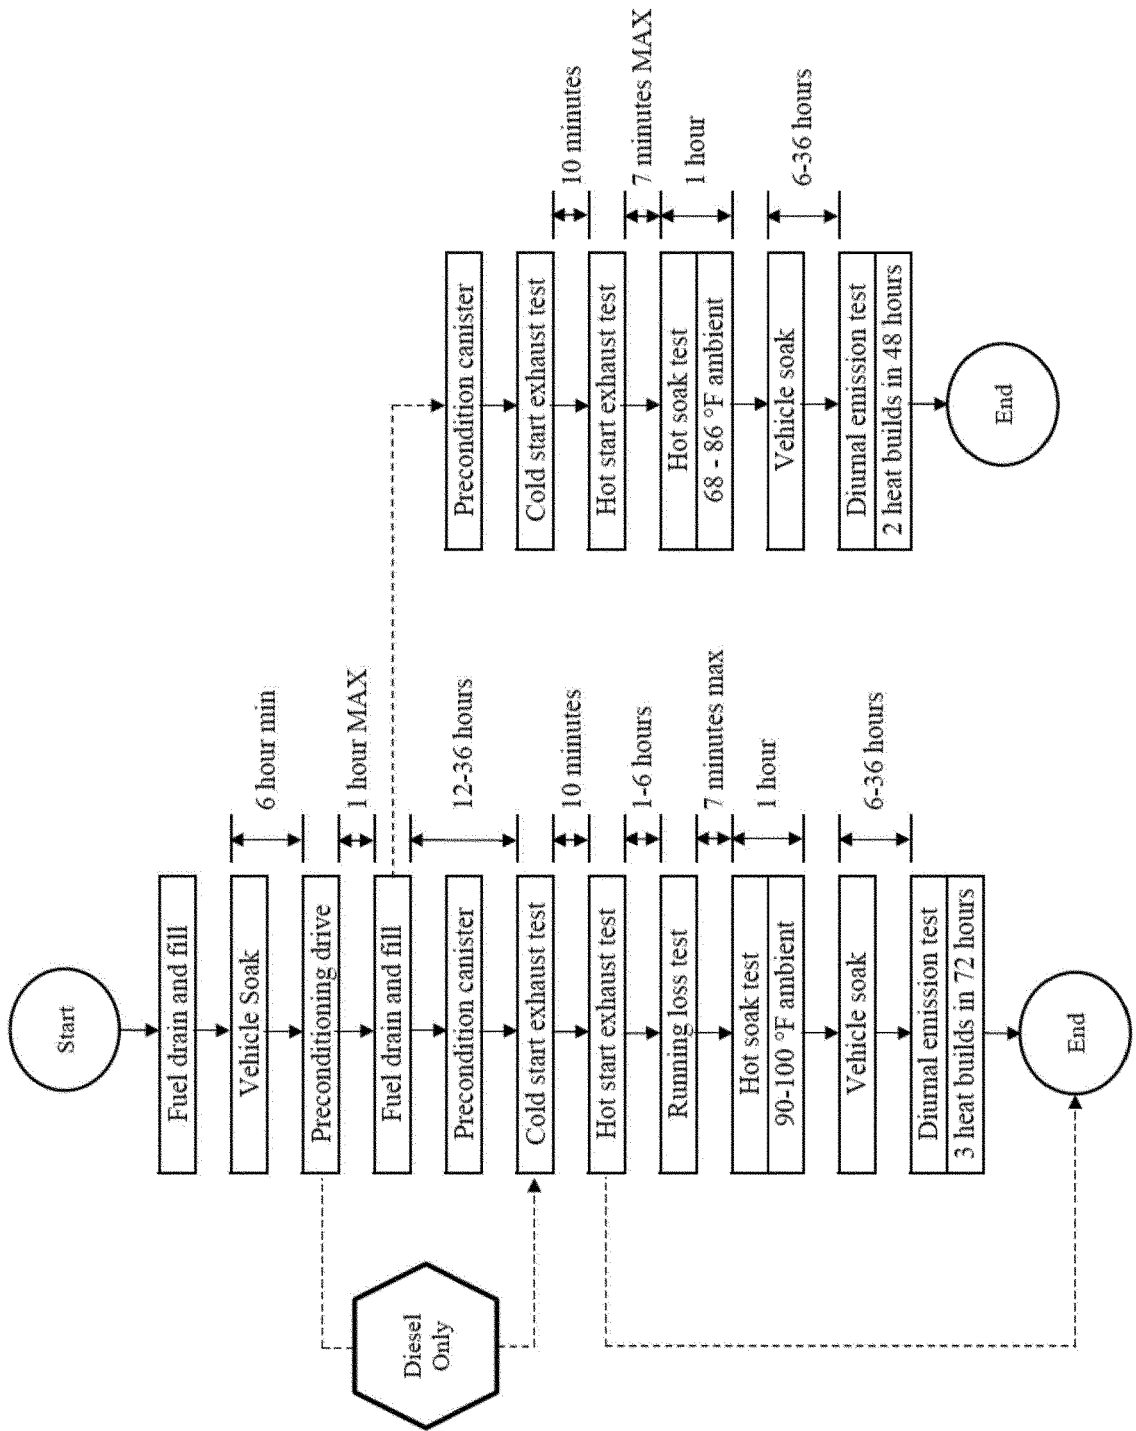 Start
Fuel drain and fill
Vehicle Soak
6 hour min
Preconditioning drive
1 hour MAX
Fuel drain and fill
12-36 hours
Precondition canister
Cold start exhaust test
10 minutes
Hot start exhaust test
1-6 hours
Running loss test
7 minutes max
Hot soak test
90-100 °F ambient
1 hour
Vehicle soak
6-36 hours
Diurnal emission test
3 heat builds in 72 hours
End
Diesel
Only
Precondition canister
Cold start exhaust test
10 minutes
Hot start exhaust test
7 minutes MAX
Hot soak test
68 - 86 °F ambient
1 hour
Vehicle soak
6-36 hours
Diurnal emission test
2 heat builds in 48 hours
End